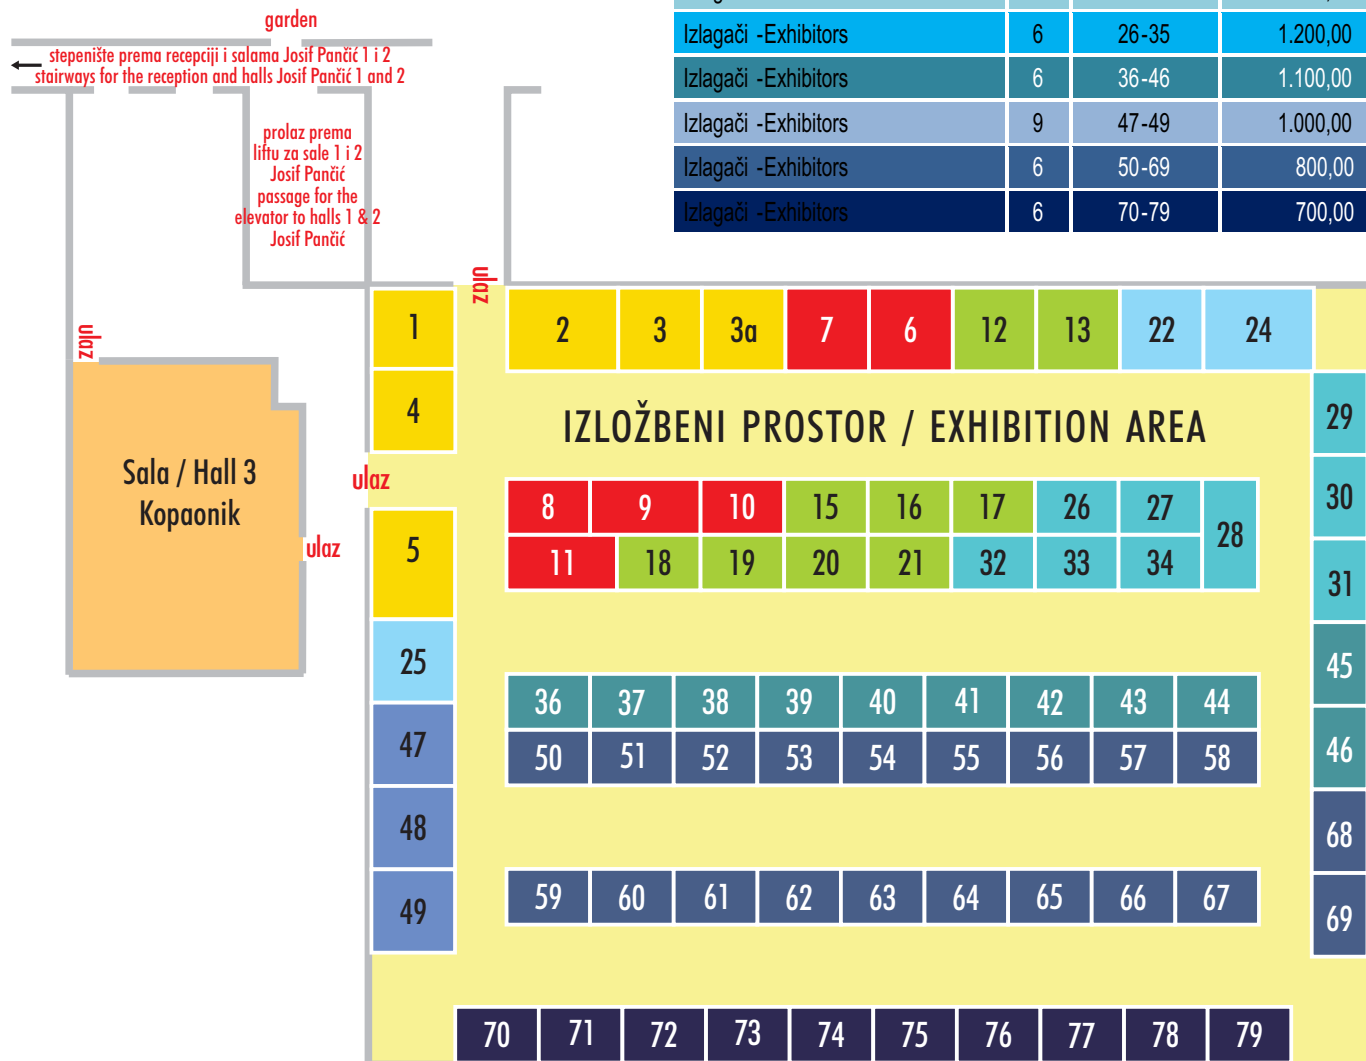 garden
stepenište prema recepciji i salama Josif Pančić 1 i 2
stairways for the reception and halls Josif Pančić 1 and 2
prolaz prema
liftu za sale 1 i 2
Josif Pančić
passage for the
elevator to halls 1 & 2
Josif Pančić
Izlagači -Exhibitors 6 26-35 1.200,00
Izlagači -Exhibitors 6 36-46 1.100,00
Izlagači -Exhibitors 9 47-49 1.000,00
Izlagači -Exhibitors 6 50-69 800,00
Izlagači -Exhibitors 6 70-79 700,00
ulaz
ulaz
1 2 3 3a 7 6 12 13 22 24
4
IZLOŽBENI PROSTOR / EXHIBITION AREA
29
Sala / Hall 3
Kopaonik
ulaz
ulaz
8 9 10 15 16 17 26 27 28 30
5 11 18 19 20 21 32 33 34
31
25
45
36 37 38 39 40 41 42 43 44
47 50 51 52 53 54 55 56 57 58 46
48
68
59 60 61 62 63 64 65 66 67
49
69
70 71 72 73 74 75 76 77 78 79